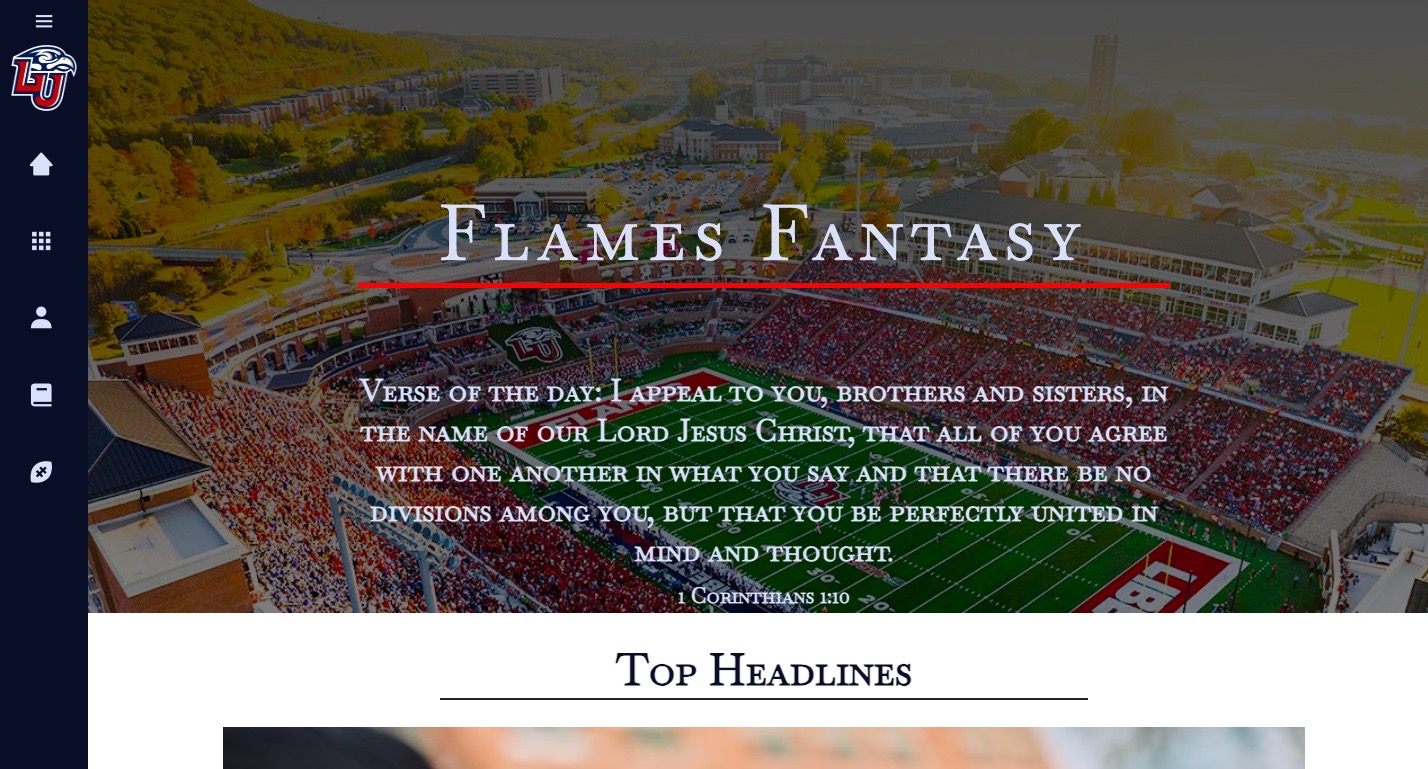 LU
Flames Fantasy
LU
Verse of the day: I appeal to you, brothers and sisters, in
the name of our Lord Jesus Christ, that all of you agree
with one another in what you say and that there be no
divisions among you, but that you be perfectly united in
mind and thought.
1 Corinthians 1:10
Top Headlines